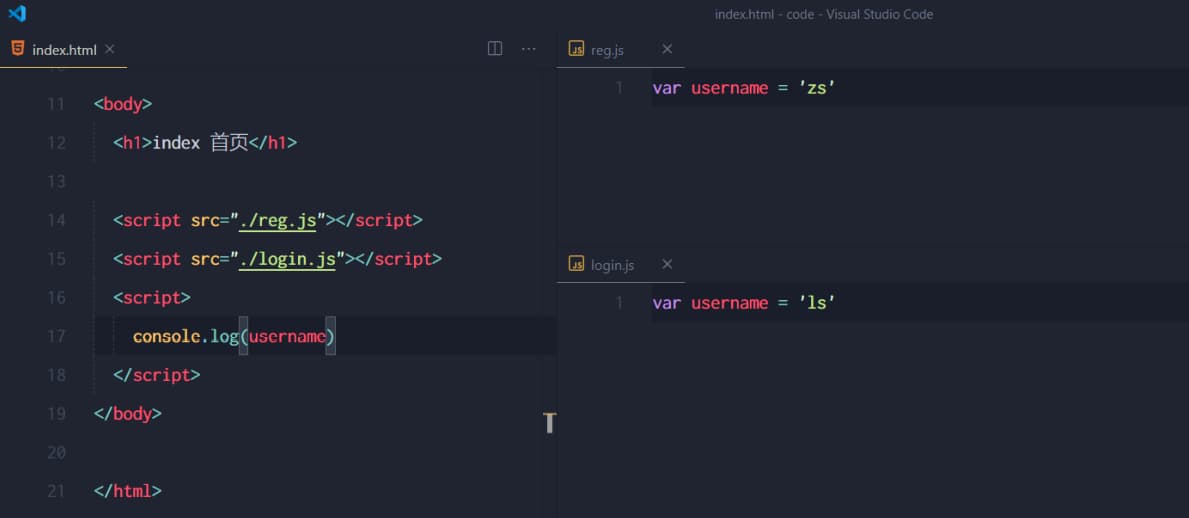 index.html - code - Visual Studio Code
index.html
11 <body>
12 <h1>index 首页</h1>
13
14 <script src="./reg.js"></script>
15 <script src="./login.js"></script>
16 <script>
17 console.log(username)
18 </script>
19 </body>
20
21 </html>
reg.js
1 var username = 'zs'
login.js
1 var username = 'ls'